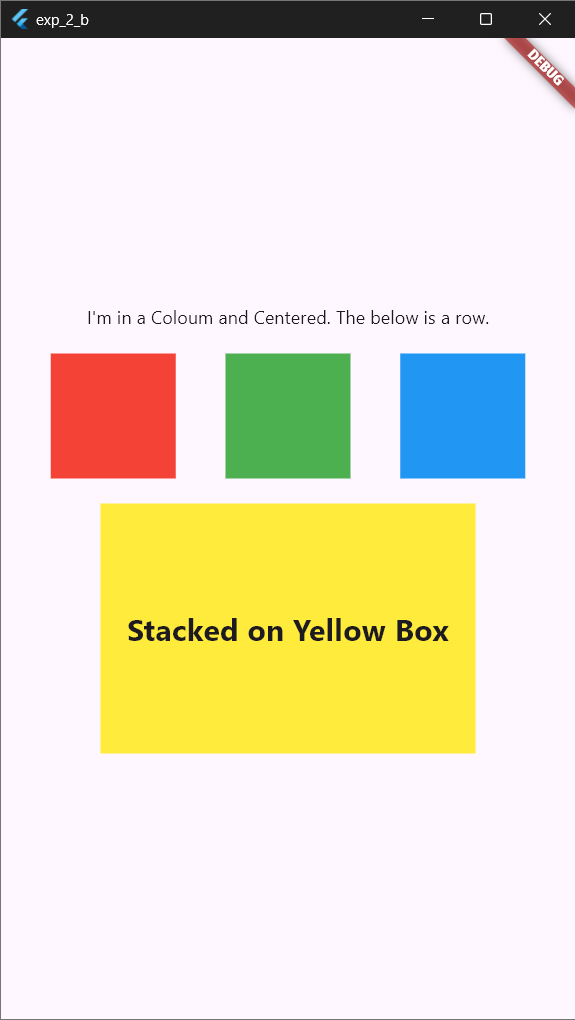 exp_2_b
DEBUG
I'm in a Coloum and Centered. The below is a row.
Stacked on Yellow Box